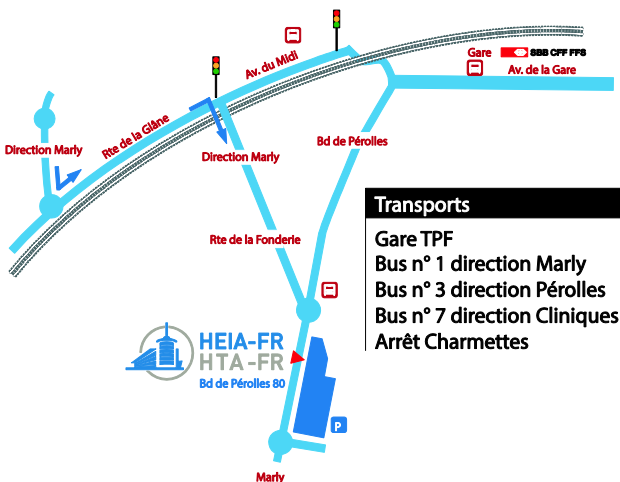 Gare SBB CFF FFS
Av. de la Gare
Av. du Midi
Rte de la Glâne
Direction Marly
Direction Marly
Bd de Pérolles
Rte de la Fonderie
Transports
Gare TPF
Bus n° 1 direction Marly
Bus n° 3 direction Pérolles
Bus n° 7 direction Cliniques
Arrêt Charmettes
HEIA-FR
HTA-FR
Bd de Pérolles 80
P
Marly